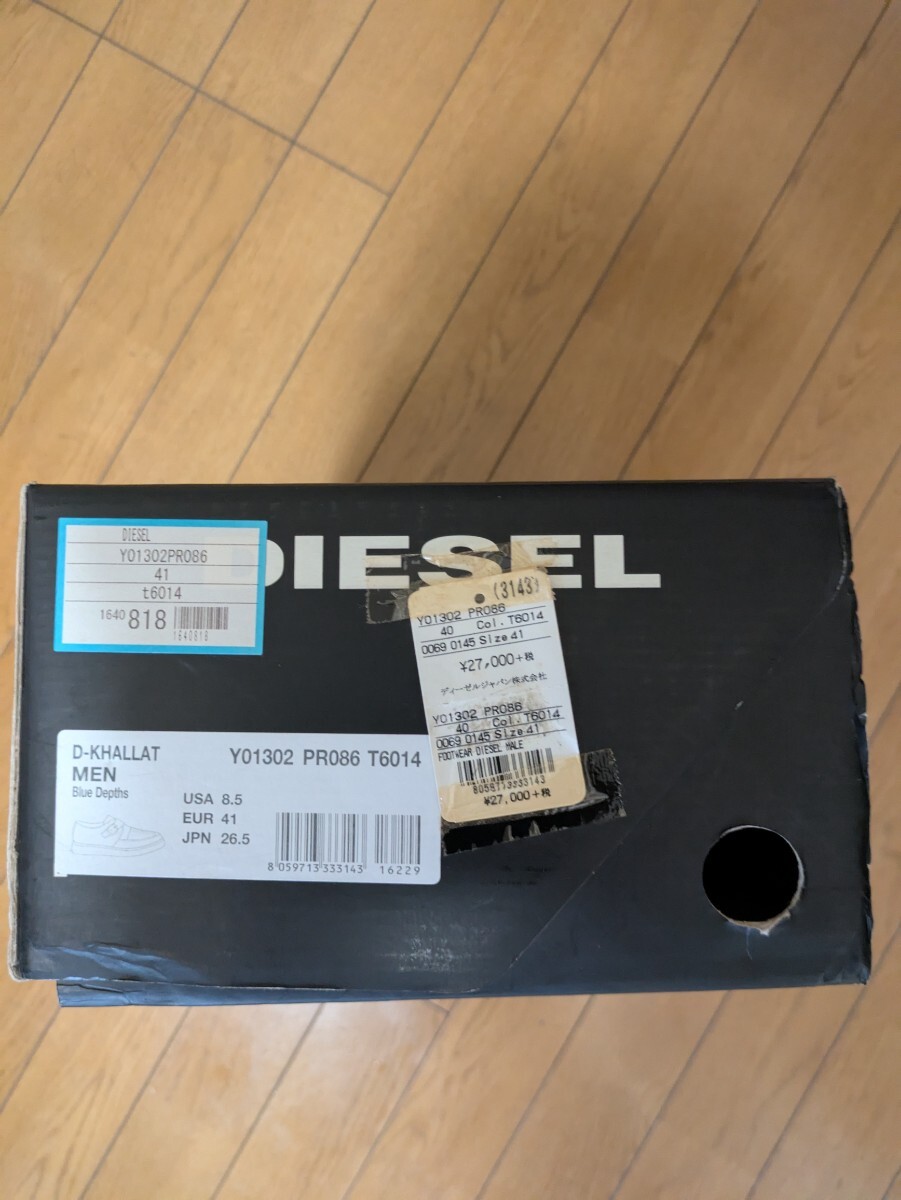 DIESEL
DIESEL
Y01302PR086
41
t6014
1640 818
1640818
(3143)
Y01302 PR086
40 Col. T6014
0069 0145 Size 41
¥27,000+税
ディーゼルジャパン株式会社
Y01302 PR086
40 Col. T6014
0069 0145 Size 41
FOOTWEAR DIESEL MALE
8059713333143
¥27,000+税
D-KHALLAT
MEN
Blue Depths
Y01302 PR086 T6014
USA 8.5
EUR 41
JPN 26.5
8 059713 333143 16229